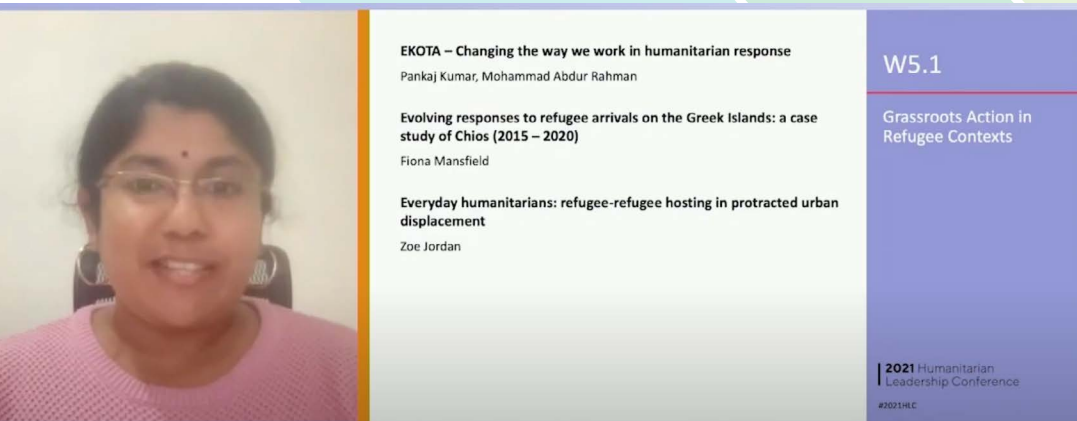 EKOTA – Changing the way we work in humanitarian response
Pankaj Kumar, Mohammad Abdur Rahman
Evolving responses to refugee arrivals on the Greek Islands: a case
study of Chios (2015 – 2020)
Fiona Mansfield
Everyday humanitarians: refugee-refugee hosting in protracted urban
displacement
Zoe Jordan
W5.1
Grassroots Action in
Refugee Contexts
2021 Humanitarian
Leadership Conference
#2021HLC